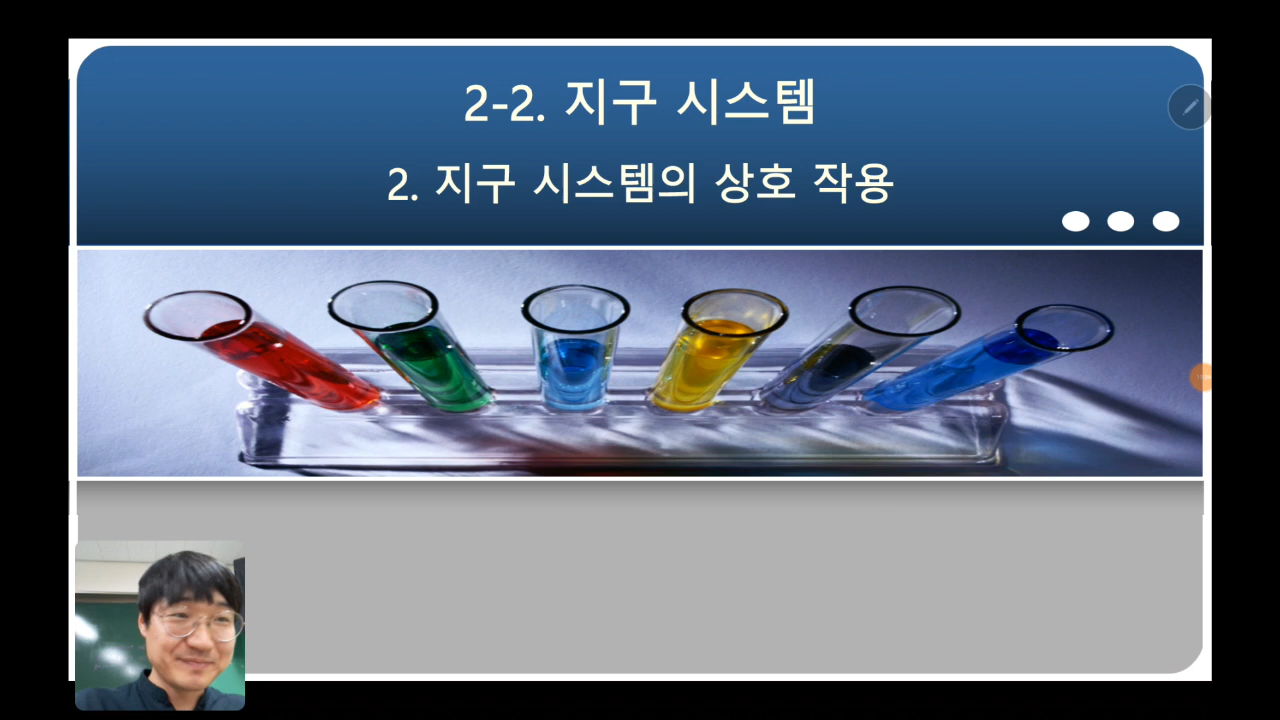 2-2. 지구 시스템
2. 지구 시스템의 상호 작용